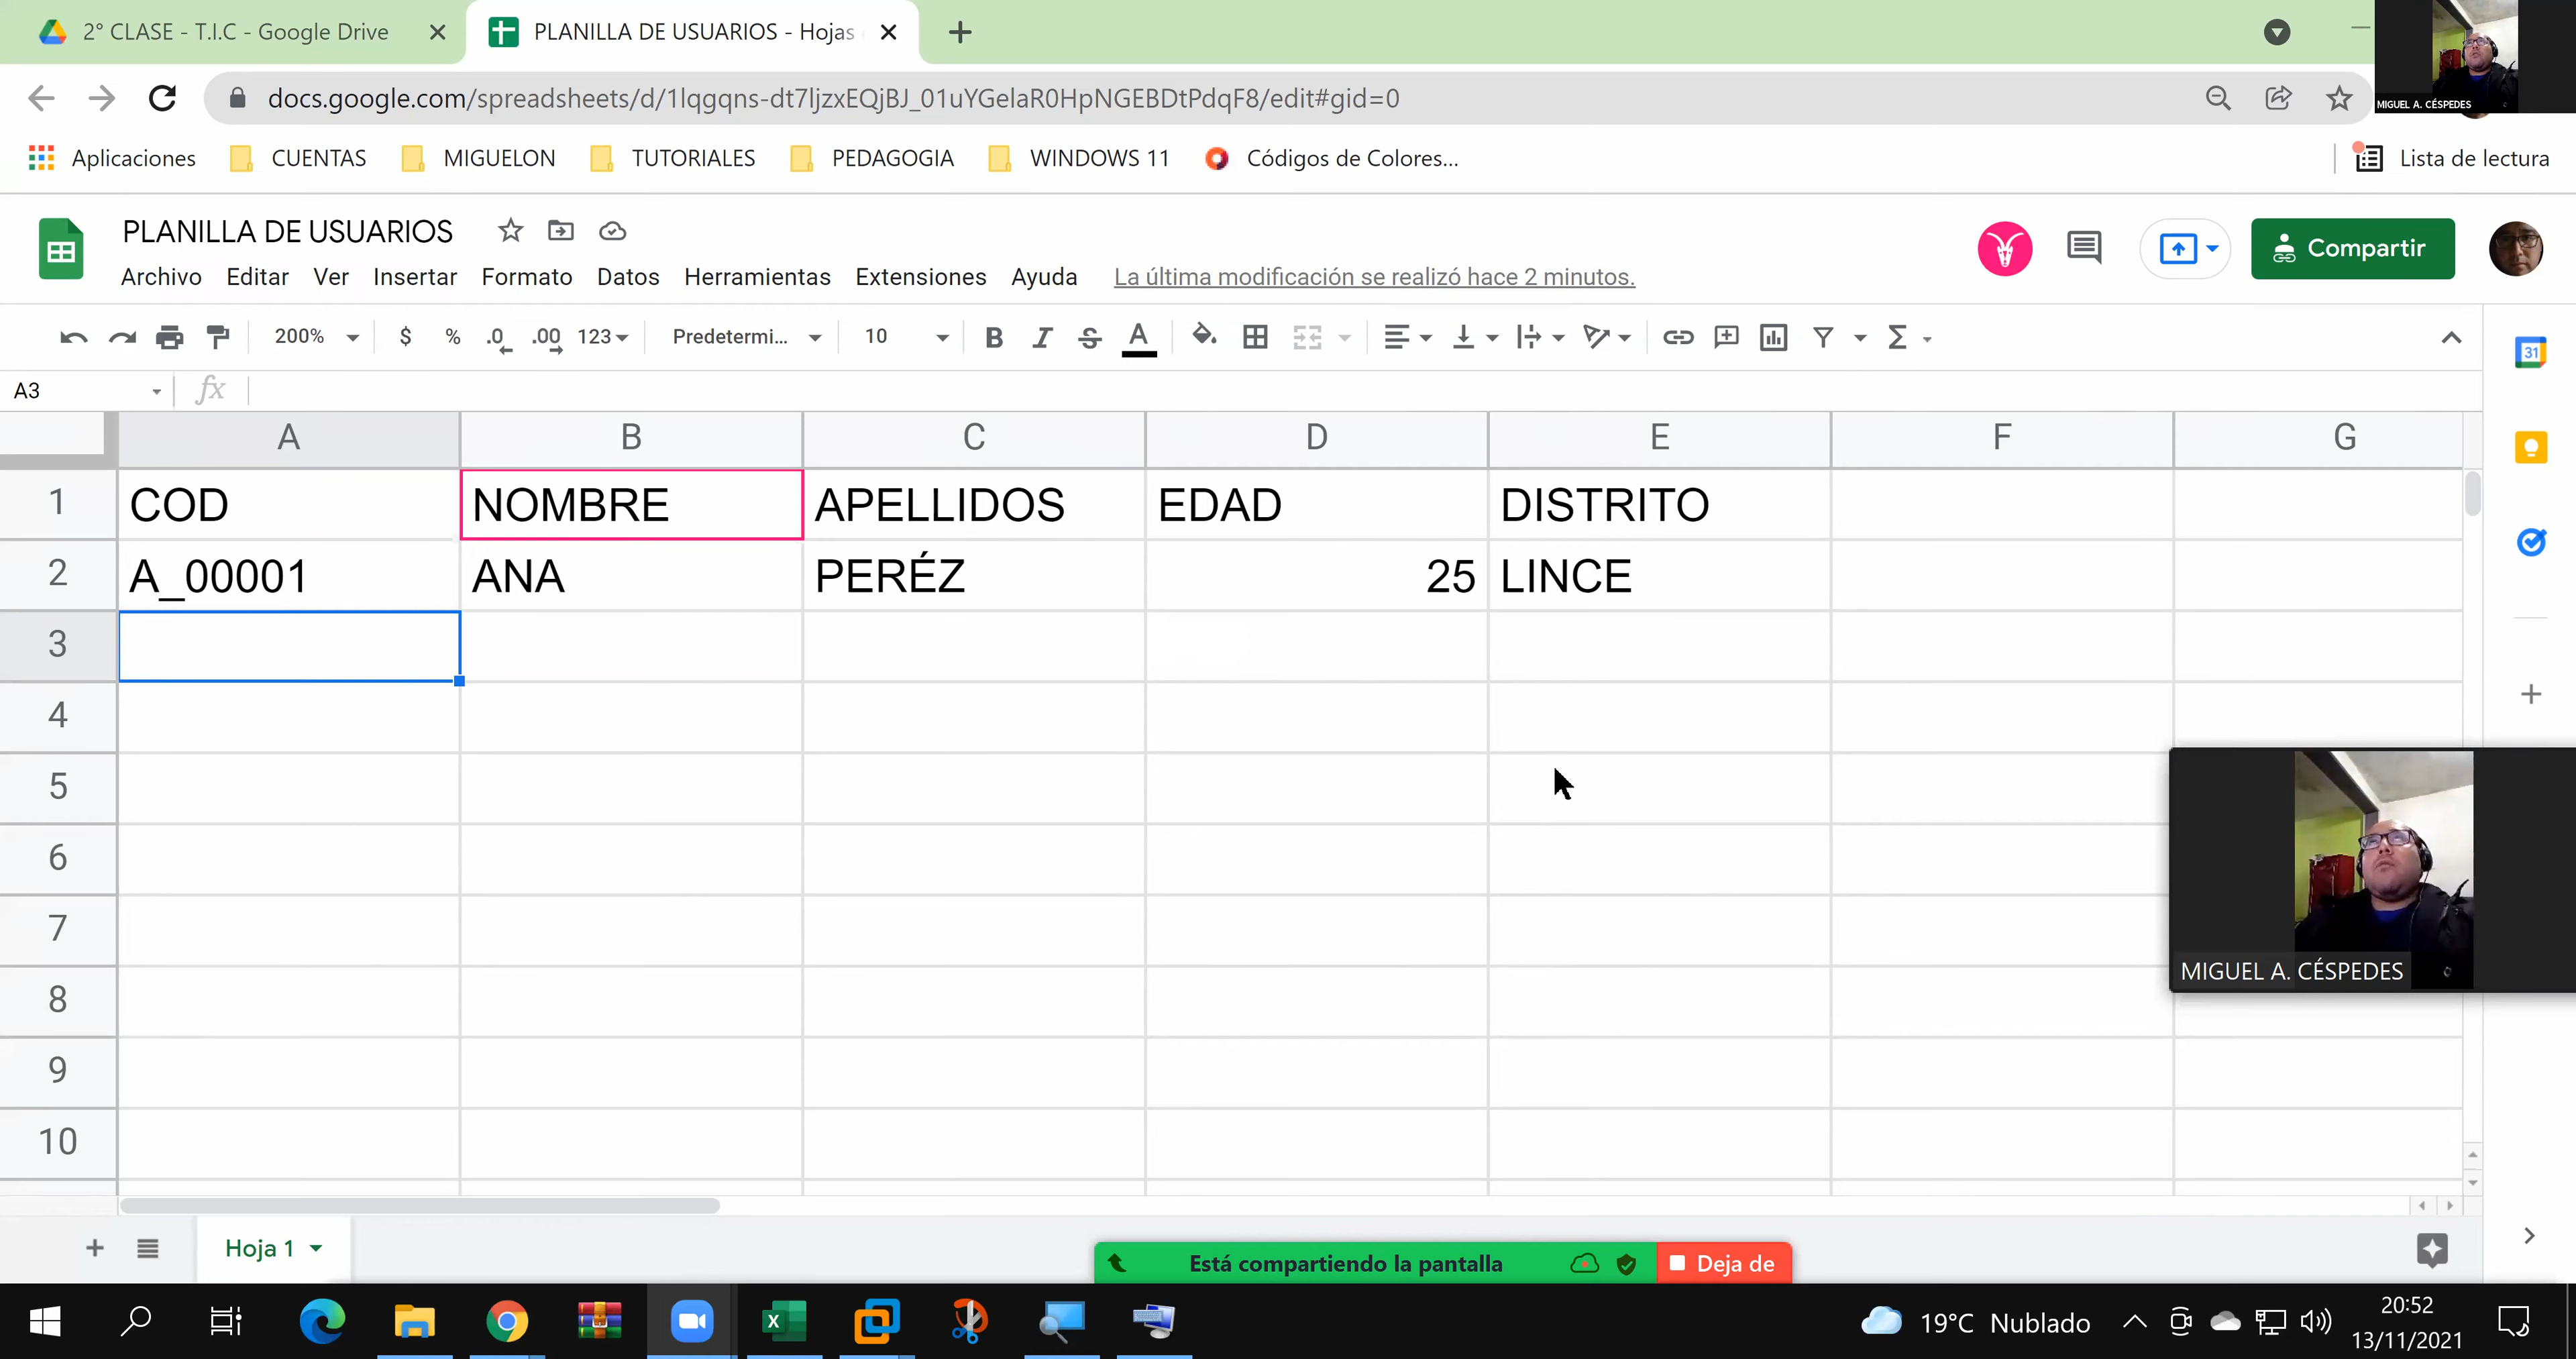 2° CLASE - T.I.C - Google Drive
PLANILLA DE USUARIOS - Hojas
docs.google.com/spreadsheets/d/1lqgqns-dt7ljzxEQjBJ_01uYGelaR0HpNGEBDtPdqF8/edit#gid=0
MIGUEL A. CÉSPEDES
Aplicaciones CUENTAS MIGUELON TUTORIALES PEDAGOGIA WINDOWS 11 Códigos de Colores... Lista de lectura
PLANILLA DE USUARIOS
Compartir
Archivo Editar Ver Insertar Formato Datos Herramientas Extensiones Ayuda La última modificación se realizó hace 2 minutos.
200% $ % .0 .00 123 Predetermi... 10 B I S A Σ
31
A3 fx
A B C D E F G
1 COD NOMBRE APELLIDOS EDAD DISTRITO
2 A_00001 ANA PERÉZ 25 LINCE
3
4
5
6
7
8
9
10
MIGUEL A. CÉSPEDES
Hoja 1
Está compartiendo la pantalla Deja de
19°C Nublado
20:52
13/11/2021